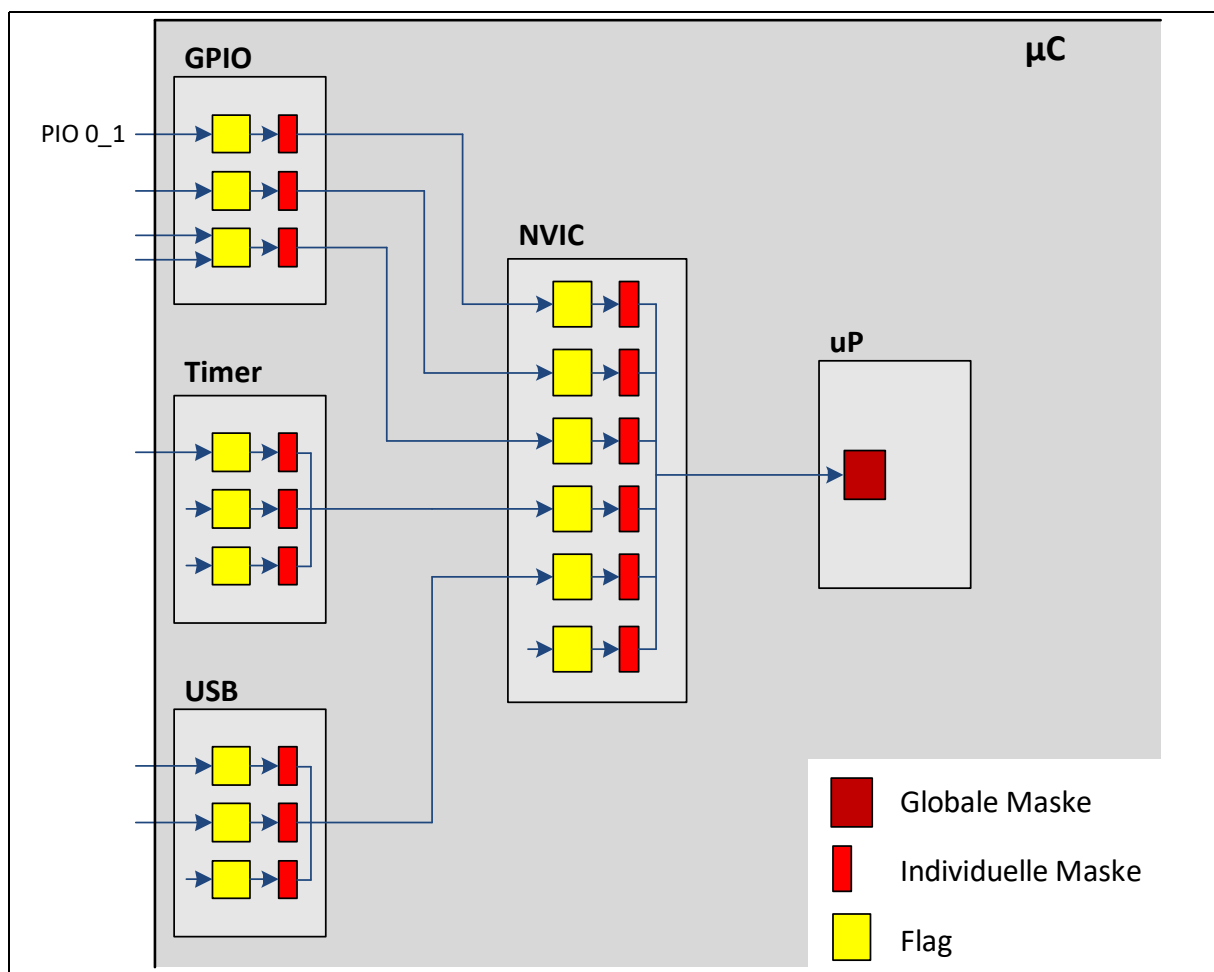 µC
GPIO
PIO 0_1
NVIC
uP
Timer
USB
Globale Maske
Individuelle Maske
Flag